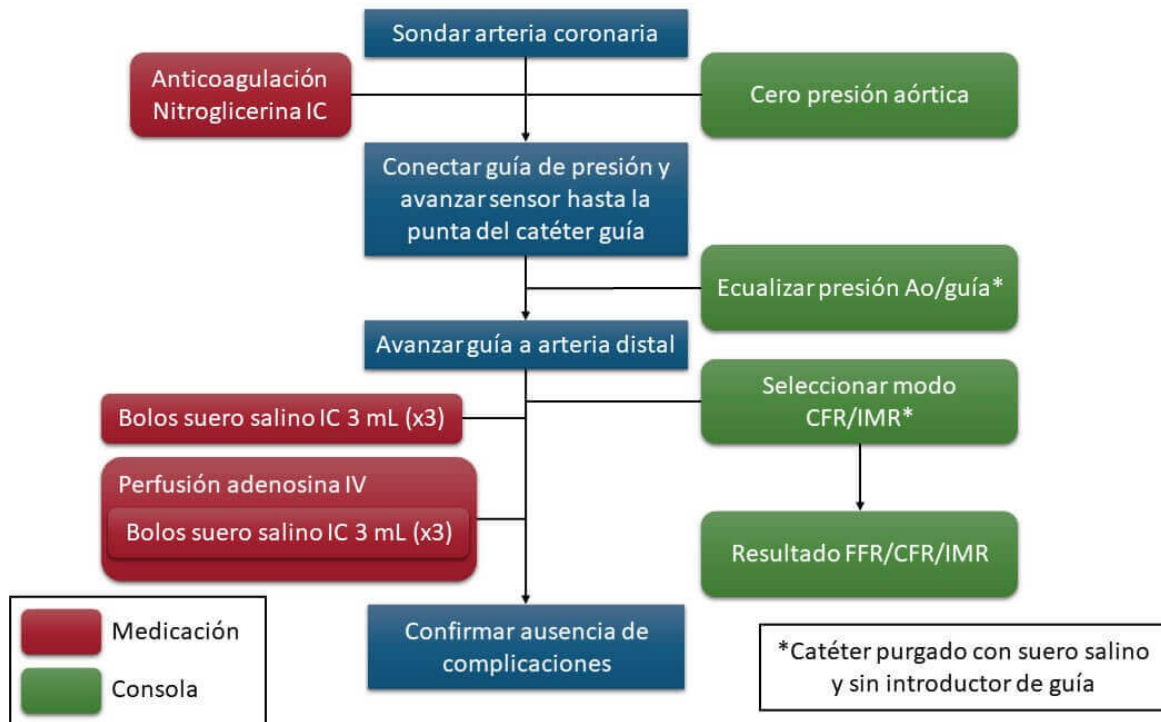 Sondar arteria coronaria
Anticoagulación
Nitroglicerina IC
Cero presión aórtica
Conectar guía de presión y
avanzar sensor hasta la
punta del catéter guía
Ecualizar presión Ao/guía*
Avanzar guía a arteria distal
Seleccionar modo
CFR/IMR*
Bolos suero salino IC 3 mL (x3)
Perfusión adenosina IV
Bolos suero salino IC 3 mL (x3)
Resultado FFR/CFR/IMR
Confirmar ausencia de
complicaciones
Medicación
Consola
*Catéter purgado con suero salino
y sin introductor de guía